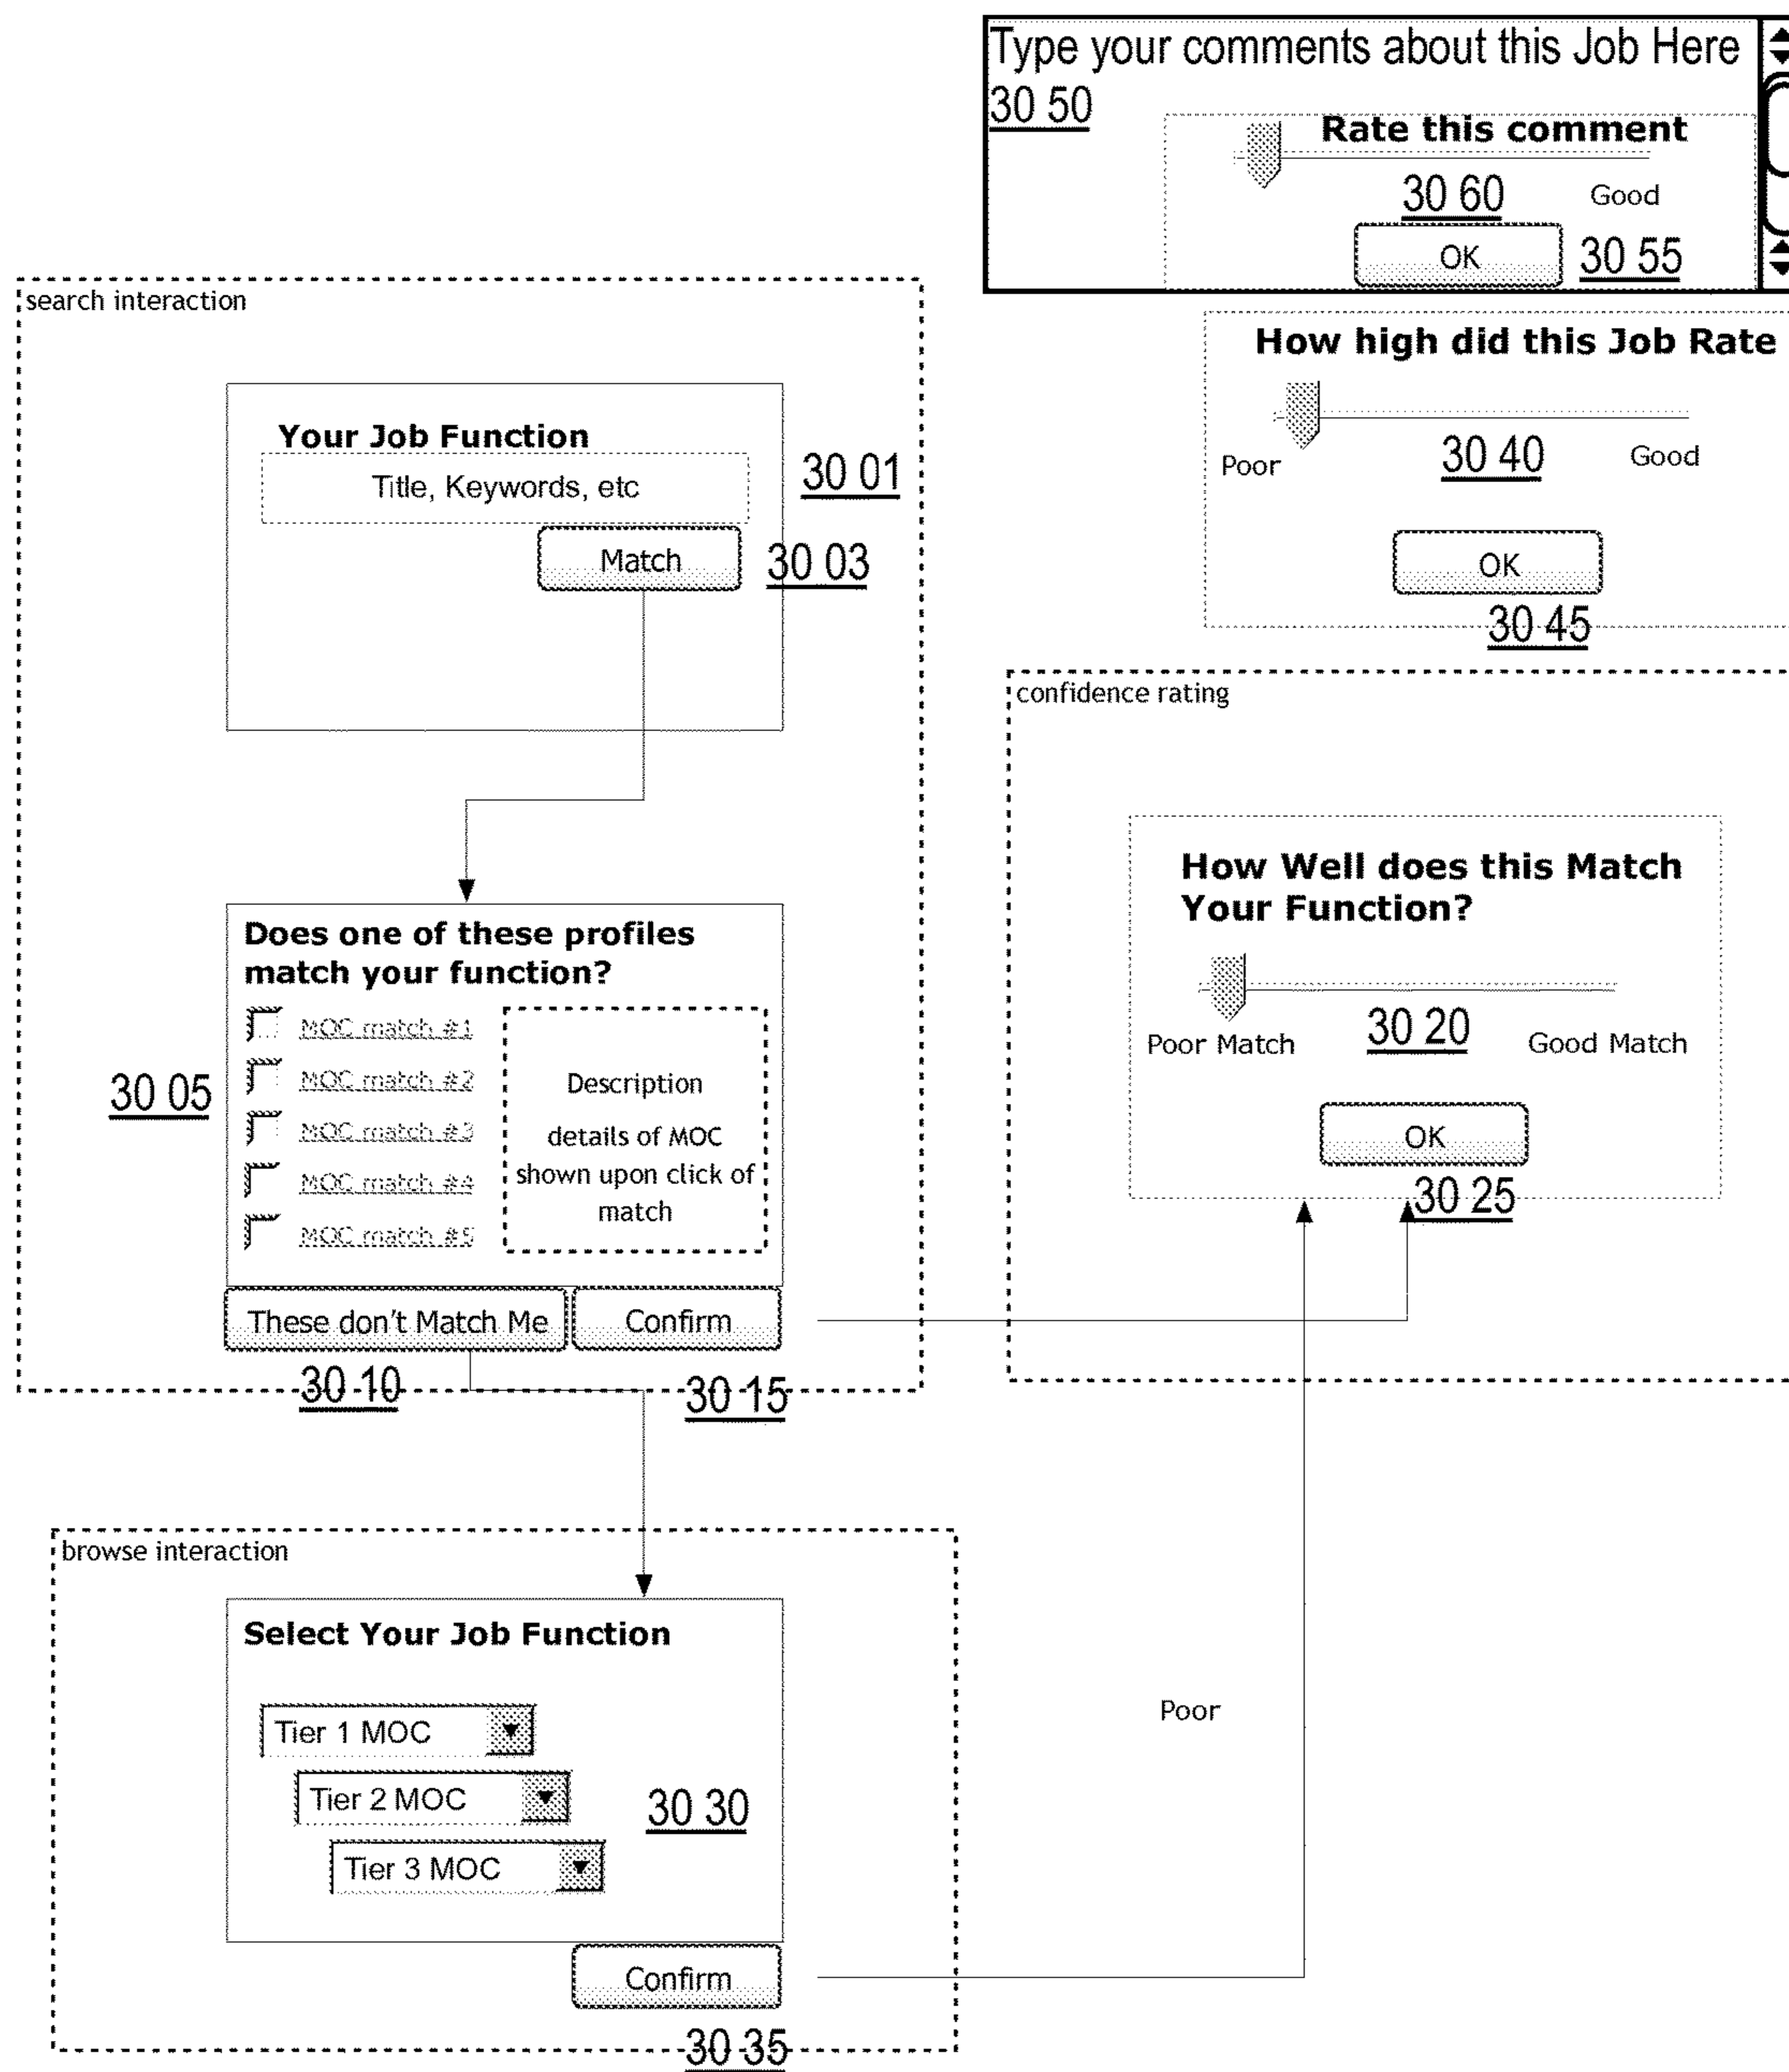 Type your comments about this Job Here
30 50
Rate this comment
30 60
Good
OK
30 55
How high did this Job Rate
Poor
30 40
Good
OK
30 45
search interaction
Your Job Function
Title, Keywords, etc
30 01
Match
30 03
Does one of these profiles
match your function?
30 05
MOC match #1
MOC match #2
MOC match #3
MOC match #4
MOC match #5
Description
details of MOC
shown upon click of
match
These don't Match Me
Confirm
30 10
30 15
confidence rating
How Well does this Match
Your Function?
Poor Match
30 20
Good Match
OK
30 25
browse interaction
Select Your Job Function
Tier 1 MOC
Tier 2 MOC
Tier 3 MOC
30 30
Confirm
30 35
Poor